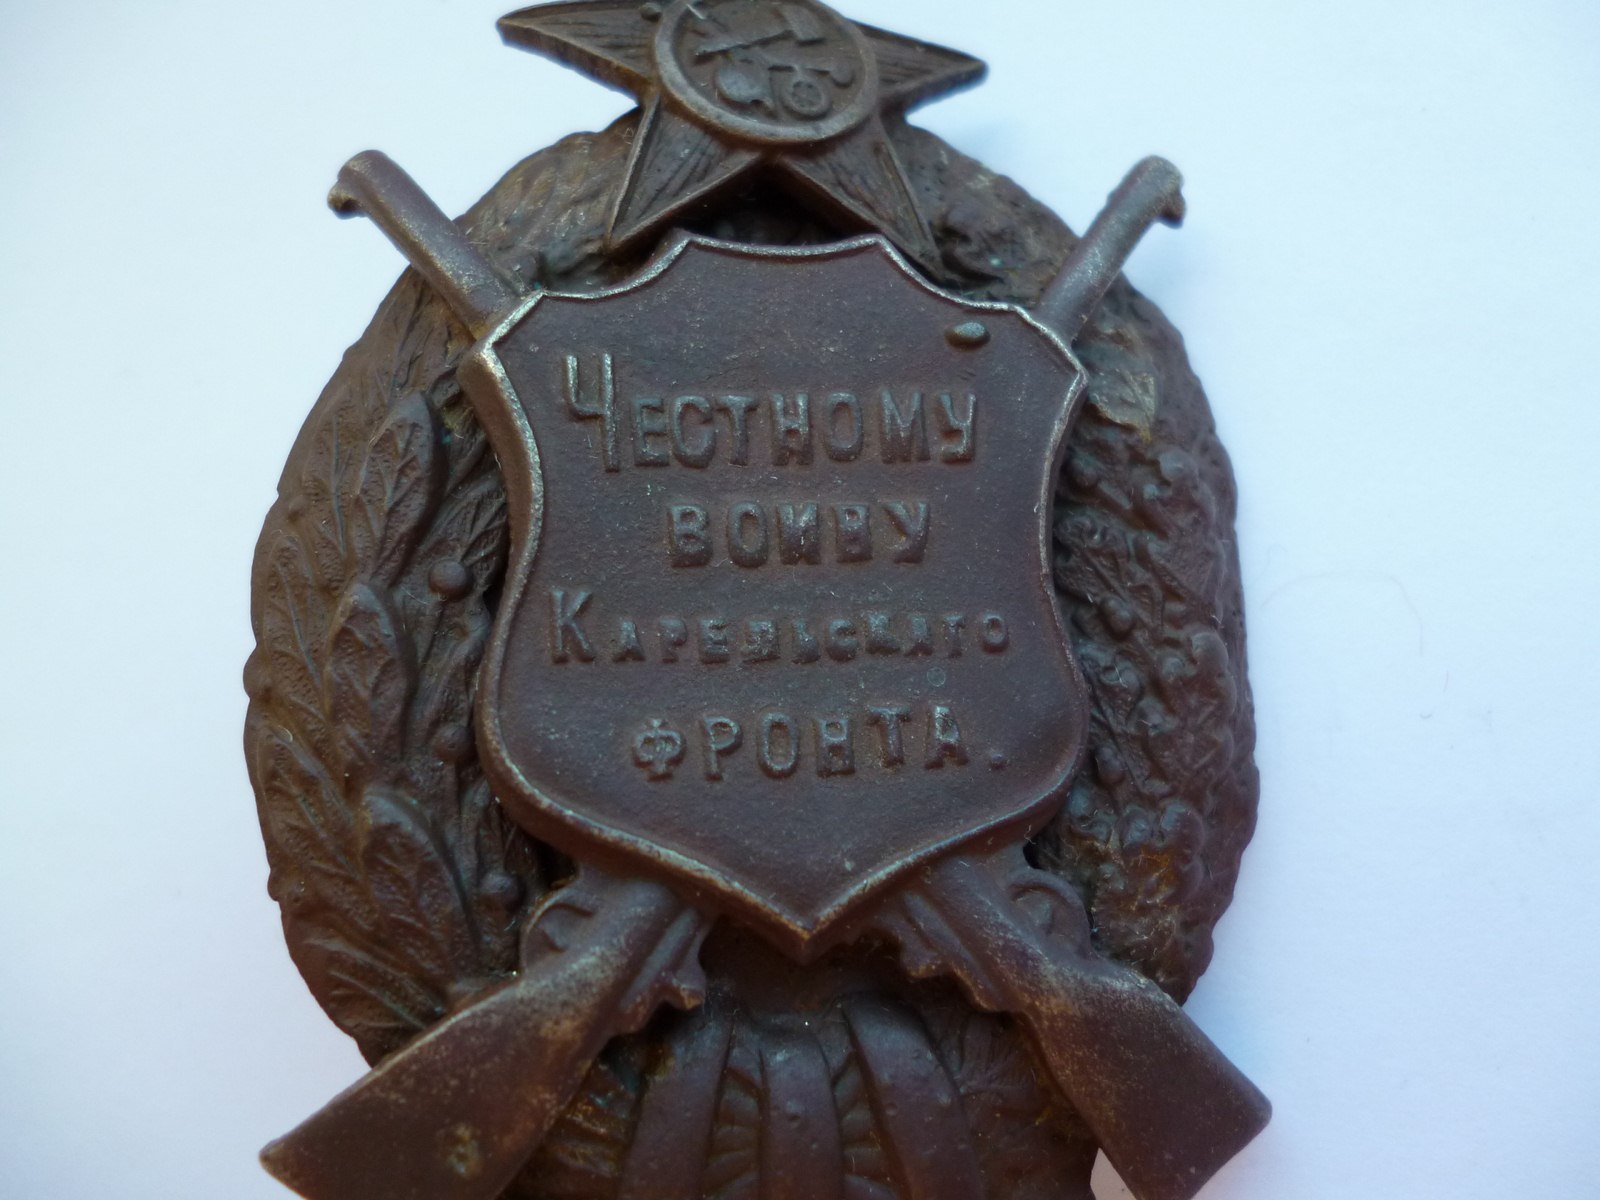 Честному
воину
Карельскаго
фронта.